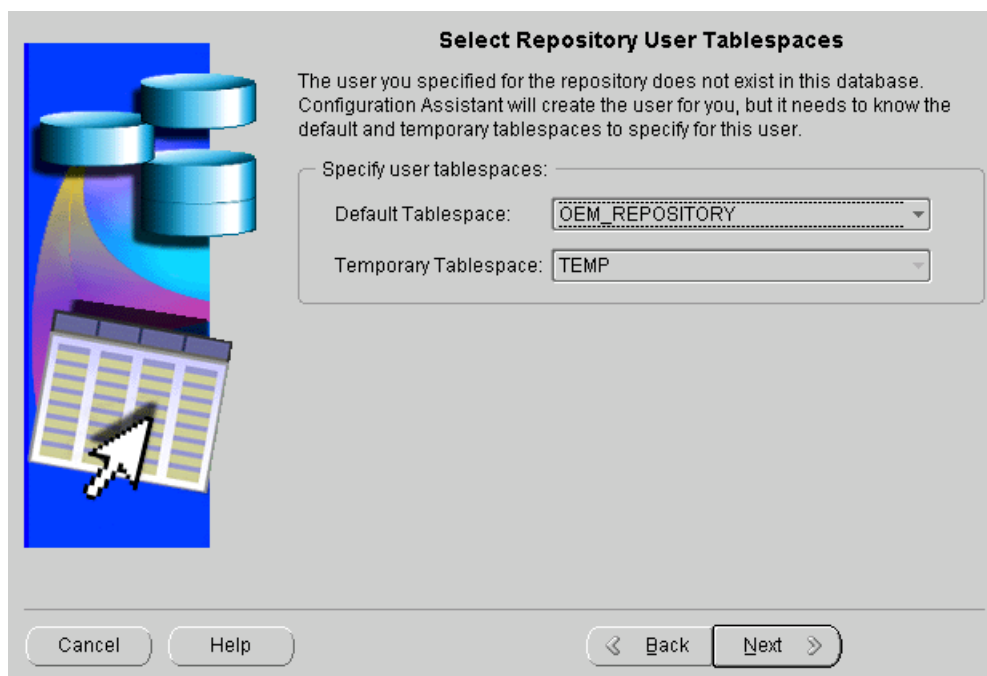 Select Repository User Tablespaces
The user you specified for the repository does not exist in this database.
Configuration Assistant will create the user for you, but it needs to know the
default and temporary tablespaces to specify for this user.
Specify user tablespaces:
Default Tablespace: OEM_REPOSITORY
Temporary Tablespace: TEMP
Cancel Help Back Next